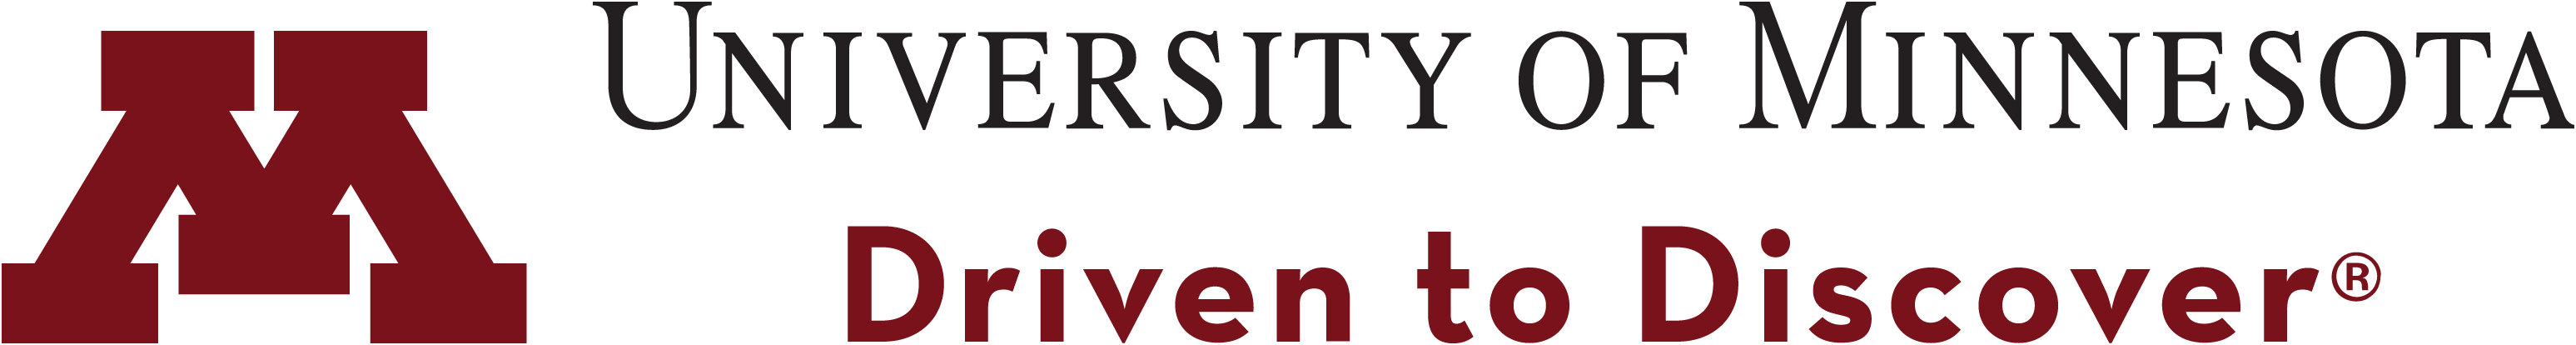 M
UNIVERSITY OF MINNESOTA
Driven to Discover®